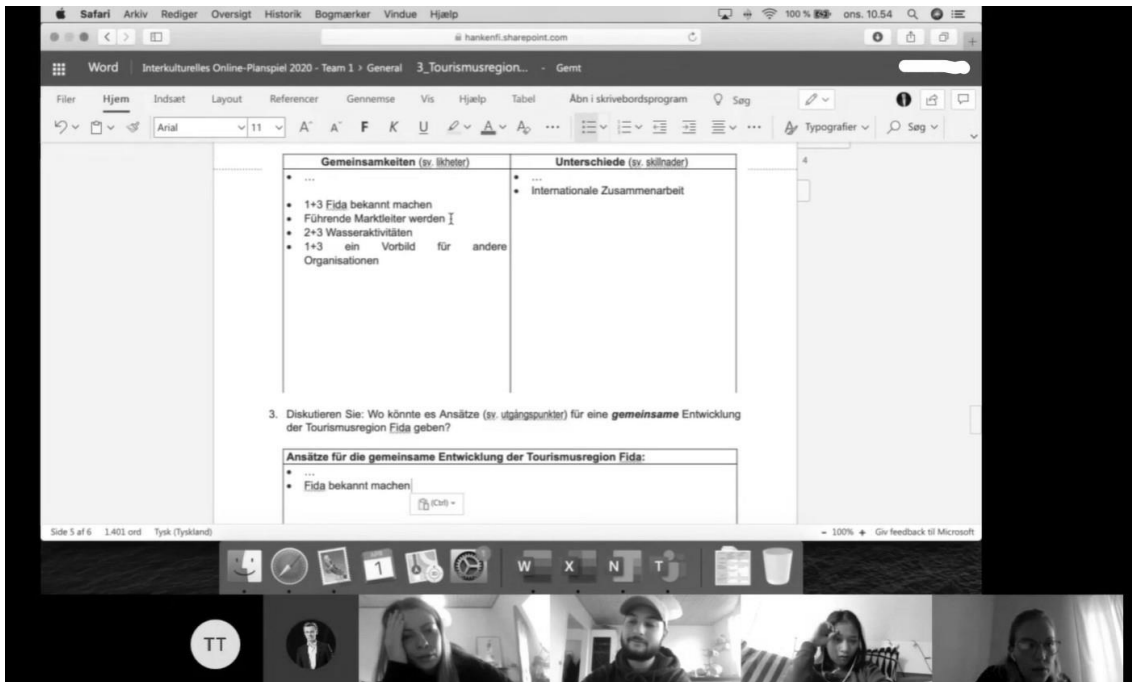 Safari Arkiv Rediger Oversigt Historik Bogmærker Vindue Hjælp 100 % ons. 10.54
hankenfi.sharepoint.com
Word Interkulturelles Online-Planspiel 2020 - Team 1 > General 3_Tourismusregion... - Gemt
Filer Hjem Indsæt Layout Referencer Gennemse Vis Hjælp Tabel Åbn i skrivebordsprogram Søg
Arial 11 A A F K U A A ... Typografier Søg
Gemeinsamkeiten (sv. likheter) Unterschiede (sv. skillnader)
4
• ... • ...
• Internationale Zusammenarbeit
• 1+3 Fida bekannt machen
• Führende Marktleiter werden
• 2+3 Wasseraktivitäten
• 1+3 ein Vorbild für andere
Organisationen
3. Diskutieren Sie: Wo könnte es Ansätze (sv. utgångspunkter) für eine gemeinsame Entwicklung
der Tourismusregion Fida geben?
Ansätze für die gemeinsame Entwicklung der Tourismusregion Fida:
• ...
• Fida bekannt machen
(Ctrl)
Side 5 af 6 1.401 ord Tysk (Tyskland) - 100% + Giv feedback til Microsoft
1
W X N T
TT